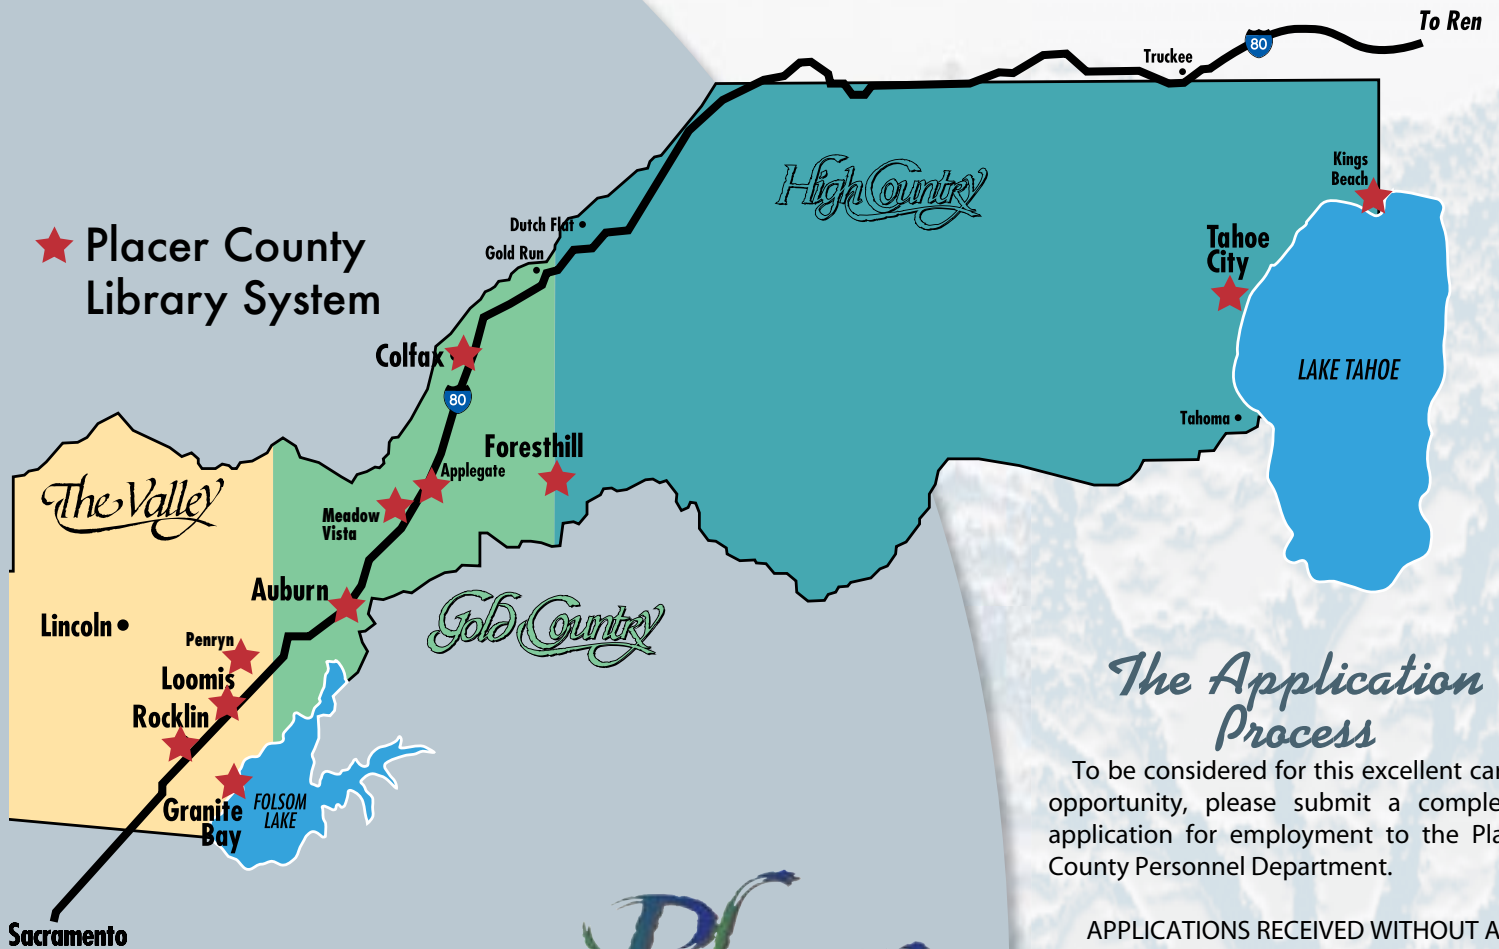 To Ren
80
Truckee
Kings
Beach
High Country
Dutch Flat
Gold Run
Tahoe
City
★ Placer County
Library System
Colfax
80
LAKE TAHOE
Tahoma
Foresthill
Applegate
The Valley
Meadow
Vista
Auburn
Gold Country
Lincoln
Penryn
Loomis
Rocklin
Granite
Bay
FOLSOM
LAKE
Sacramento
The Application
Process
To be considered for this excellent car
opportunity, please submit a comple
application for employment to the Pla
County Personnel Department.
APPLICATIONS RECEIVED WITHOUT A